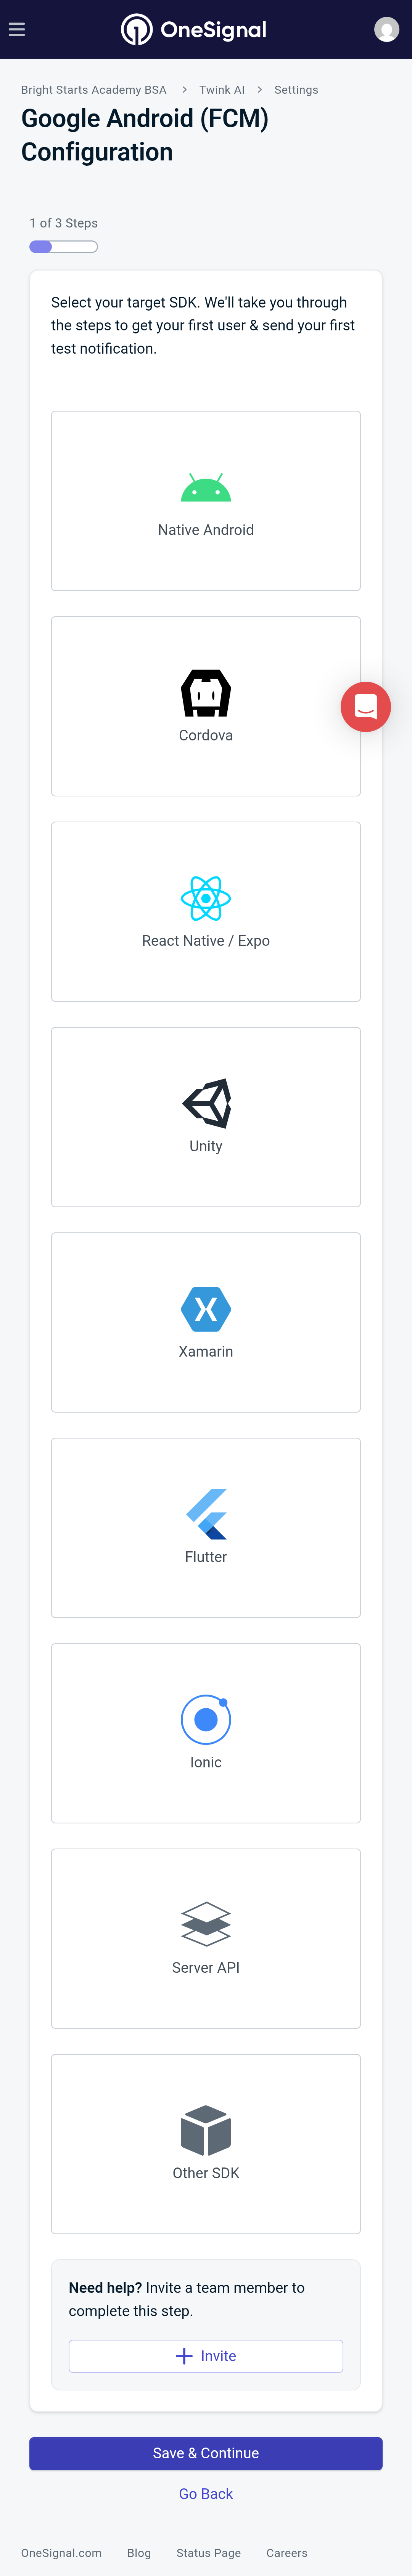 OneSignal
Bright Starts Academy BSA > Twink AI > Settings
Google Android (FCM)
Configuration
1 of 3 Steps
Select your target SDK. We'll take you through
the steps to get your first user & send your first
test notification.
Native Android
Cordova
React Native / Expo
Unity
Xamarin
Flutter
Ionic
Server API
Other SDK
Need help? Invite a team member to
complete this step.
+ Invite
Save & Continue
Go Back
OneSignal.com Blog Status Page Careers